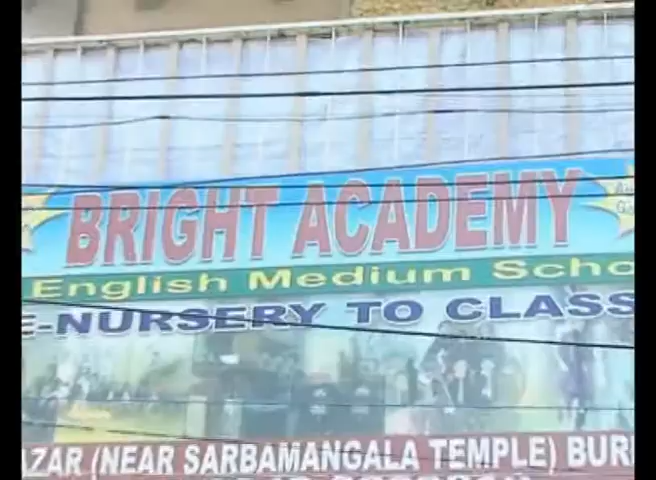 BRIGHT ACADEMY
English Medium Scho
E-NURSERY TO CLASS
AZAR (NEAR SARBAMANGALA TEMPLE) BUR